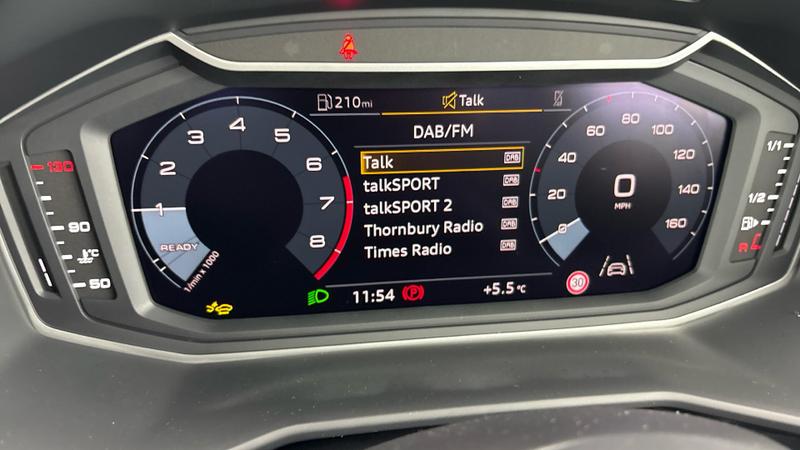 210mi
Talk
DAB/FM
Talk DAB
talkSPORT DAB
talkSPORT 2 DAB
Thornbury Radio DAB
Times Radio DAB
11:54
P
+5.5 °C
30
1
2
3
4
5
6
7
8
READY
1/min x 1000
0
20
40
60
80
100
120
140
160
0
MPH
130
90
°C
50
1/1
1/2
R